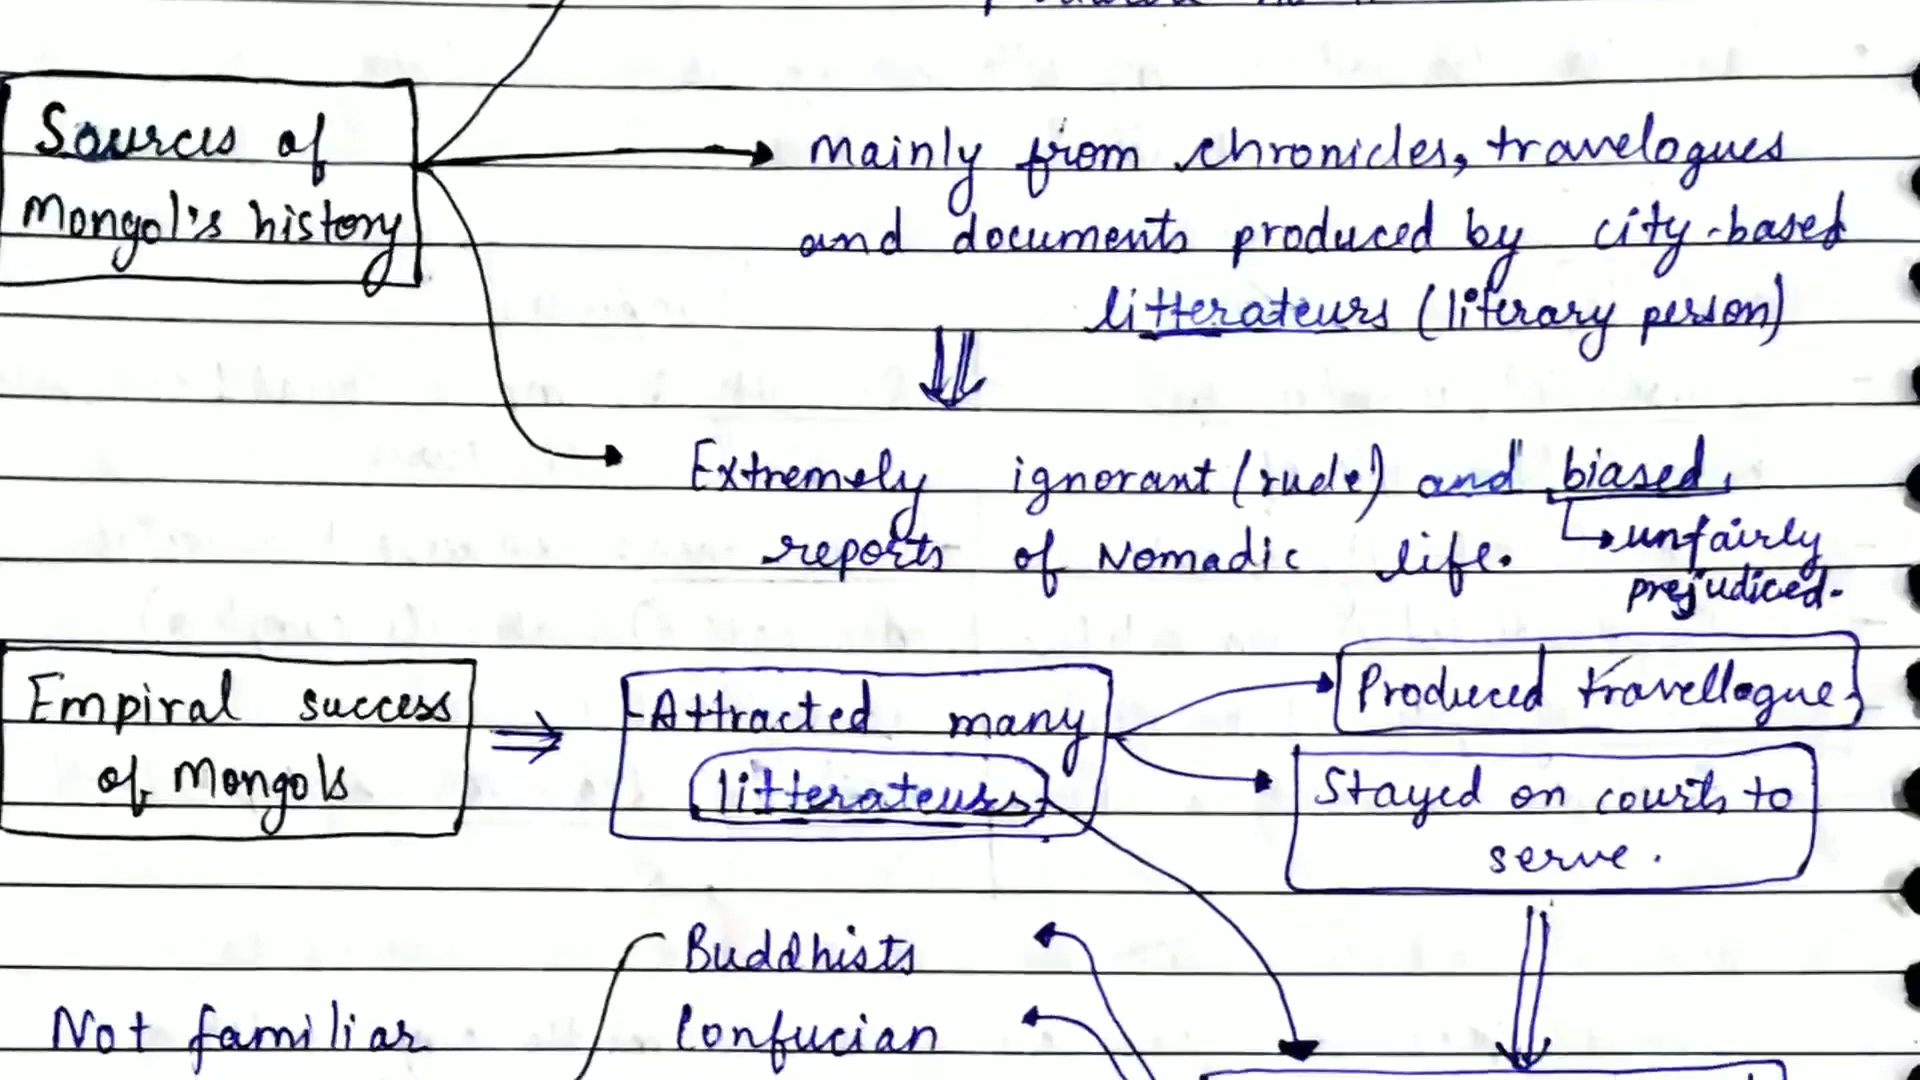 Sources of
Mongol's history
mainly from chronicles, travelogues
and documents produced by city-based
litterateurs (literary person)
Extremely ignorant (rude) and biased,
unfairly
reports of Nomadic life.
prejudiced.
Empiral success
of Mongols
Attracted many
litterateurs
Produced travellogue
Stayed on courts to
serve.
Buddhists
Confucian
Not familiar